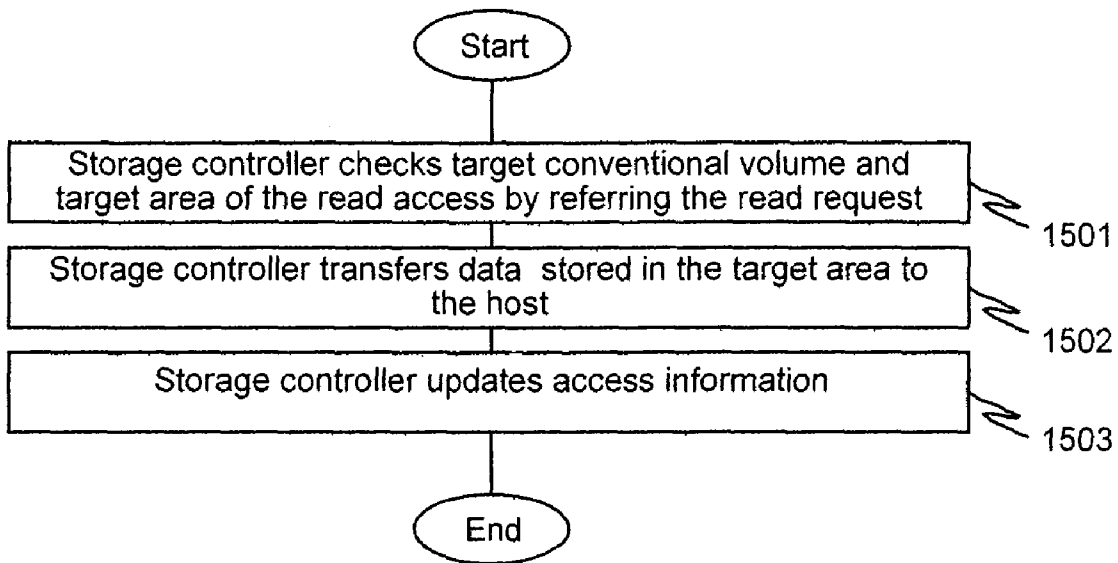 Start
Storage controller checks target conventional volume and
target area of the read access by referring the read request
1501
Storage controller transfers data stored in the target area to
the host
1502
Storage controller updates access information
1503
End